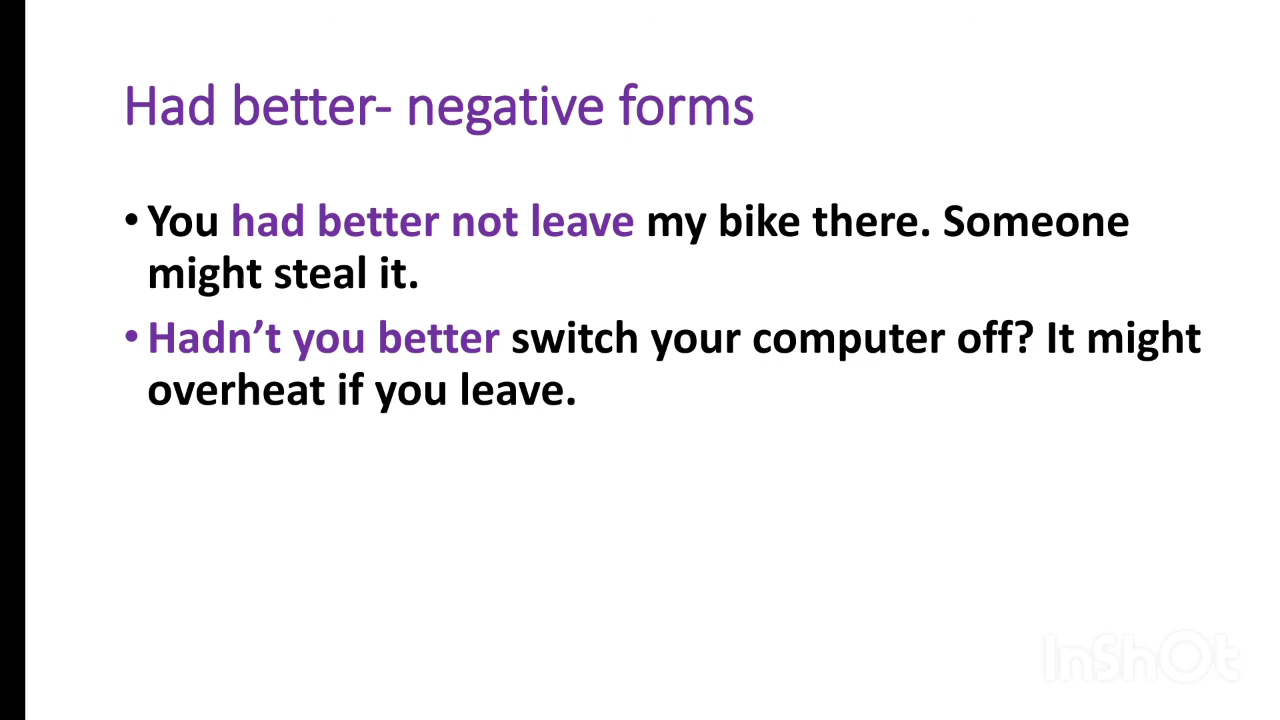 Had better- negative forms
• You had better not leave my bike there. Someone
might steal it.
• Hadn’t you better switch your computer off? It might
overheat if you leave.
InShOt